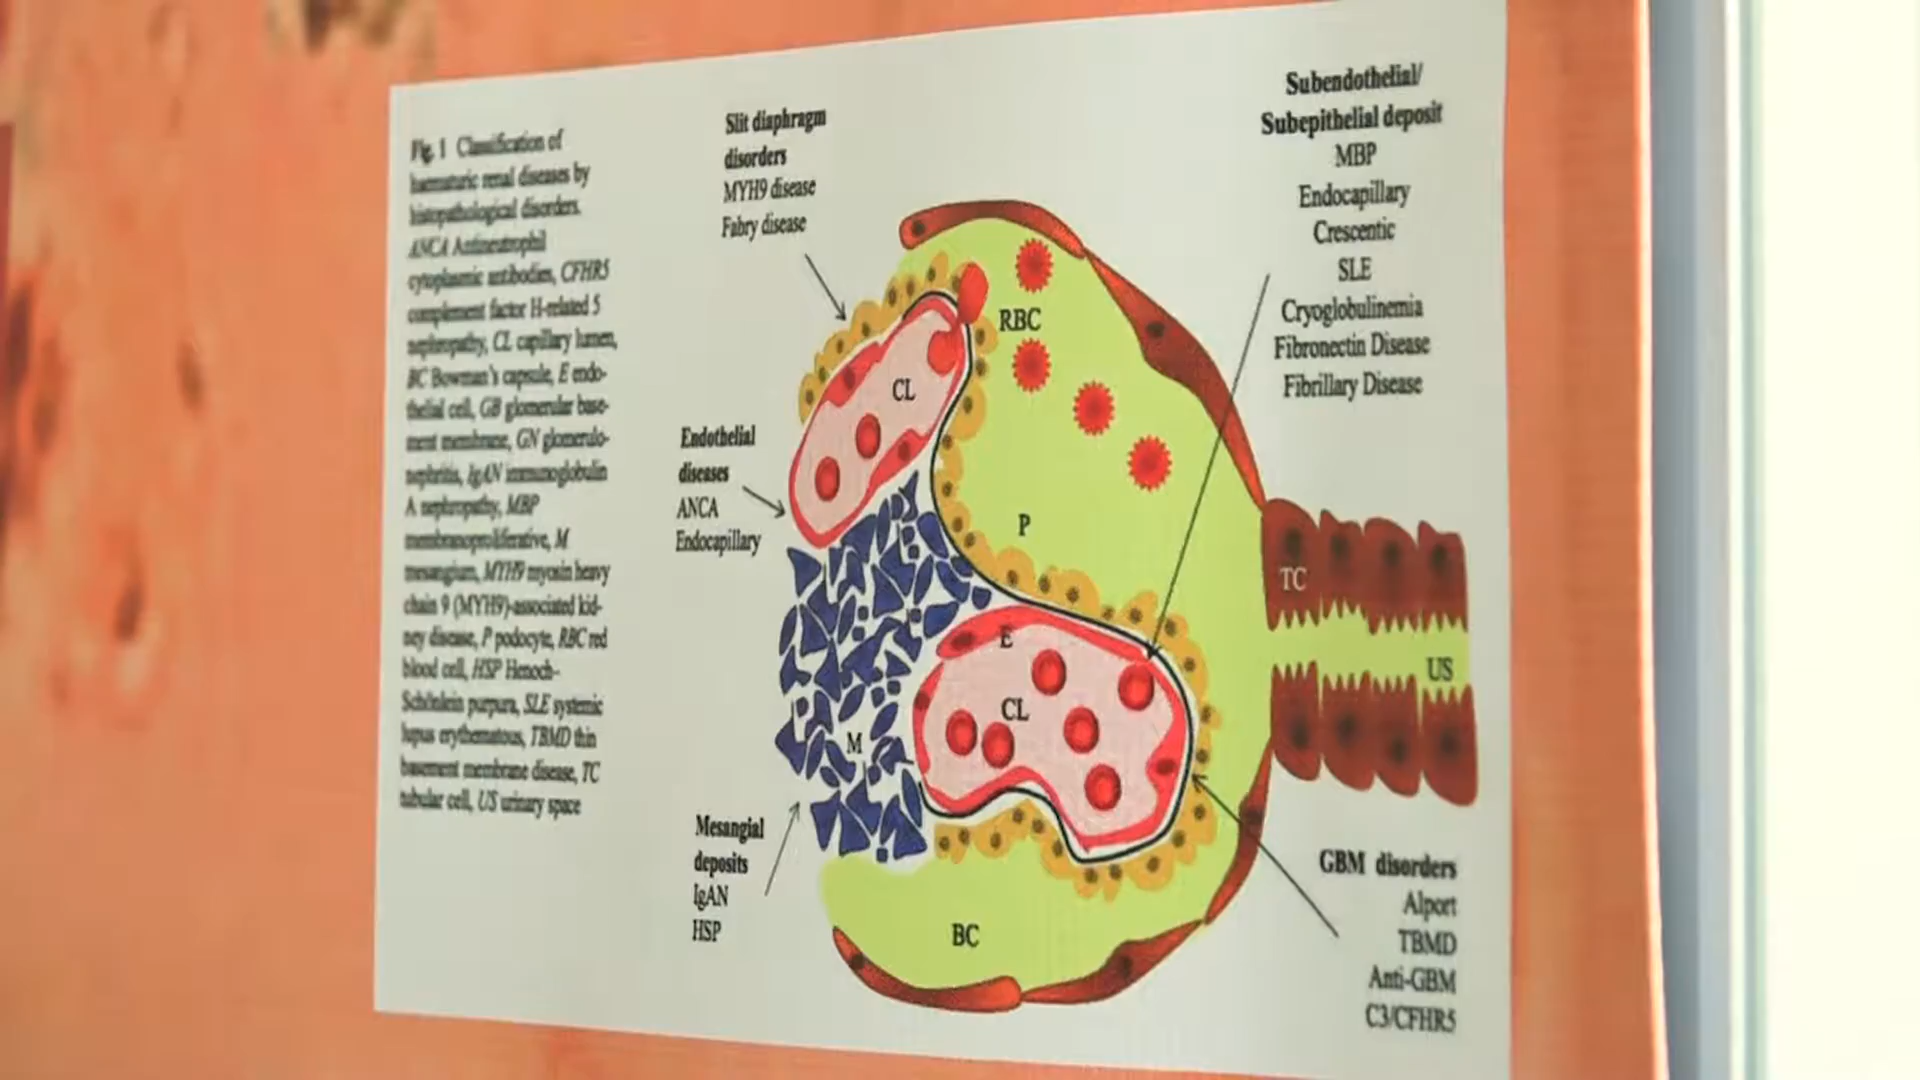 Fig. 1 Classification of
haematuric renal diseases by
histopathological disorders.
ANCA Antineutrophil
cytoplasmic antibodies, CFHR5
complement factor H-related 5
nephropathy, CL capillary lumen,
BC Bowman's capsule, E endo-
thelial cell, GB glomerular base-
ment membrane, GN glomerulo-
nephritis, IgAN immunoglobulin
A nephropathy, MBP
membranoproliferative, M
mesangium, MYH9 myosin heavy
chain 9 (MYH9)-associated kid-
ney disease, P podocyte, RBC red
blood cell, HSP Henoch-
Schönlein purpura, SLE systemic
lupus erythematous, TBMD thin
basement membrane disease, TC
tubular cell, US urinary space
Slit diaphragm
disorders
MYH9 disease
Fabry disease
Endothelial
diseases
ANCA
Endocapillary
Mesangial
deposits
IgAN
HSP
CL
RBC
P
E
CL
M
BC
TC
US
Subendothelial/
Subepithelial deposit
MBP
Endocapillary
Crescentic
SLE
Cryoglobulinemia
Fibronectin Disease
Fibrillary Disease
GBM disorders
Alport
TBMD
Anti-GBM
C3/CFHR5